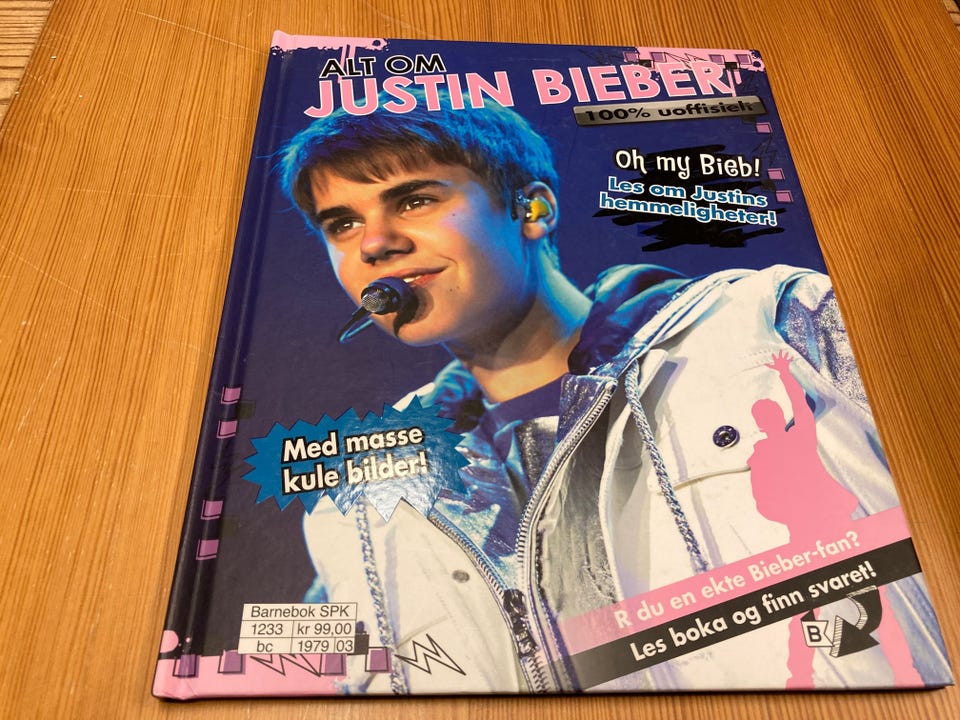 ALT OM
JUSTIN BIEBER
100% uoffisiell
Oh my Bieb!
Les om Justins
hemmeligheter!
Med masse
kule bilder!
R du en ekte Bieber-fan?
Les boka og finn svaret!
B
Barnebok SPK
1233 kr 99,00
bc 1979 03